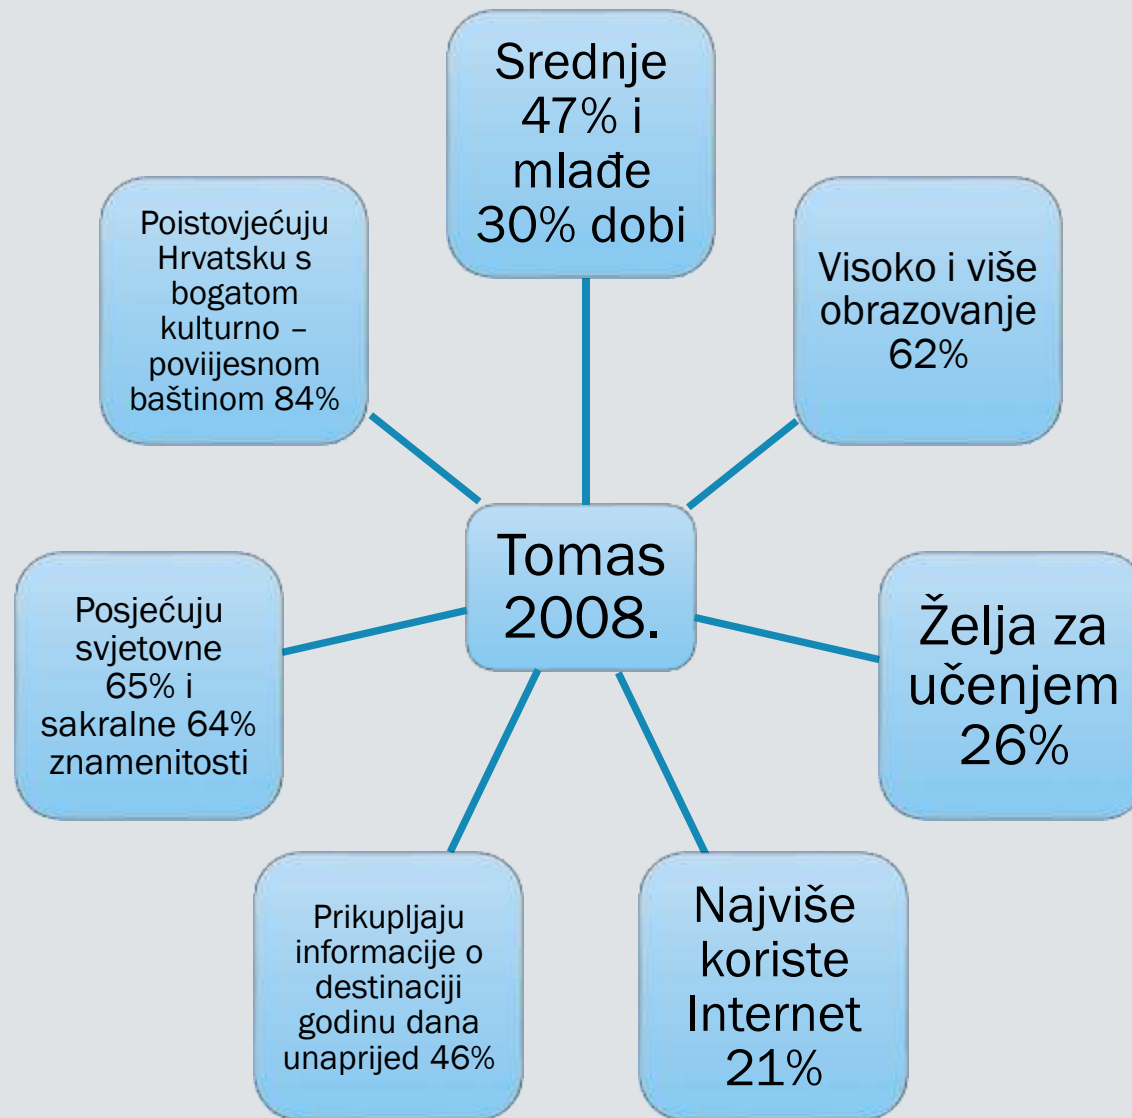 Srednje
47% i
mlađe
30% dobi
Visoko i više
obrazovanje
62%
Želja za
učenjem
26%
Najviše
koriste
Internet
21%
Prikupljaju
informacije o
destinaciji
godinu dana
unaprijed 46%
Posjećuju
svjetovne
65% i
sakralne 64%
znamenitosti
Poistovjećuju
Hrvatsku s
bogatom
kulturno –
poviijesnom
baštinom 84%
Tomas
2008.